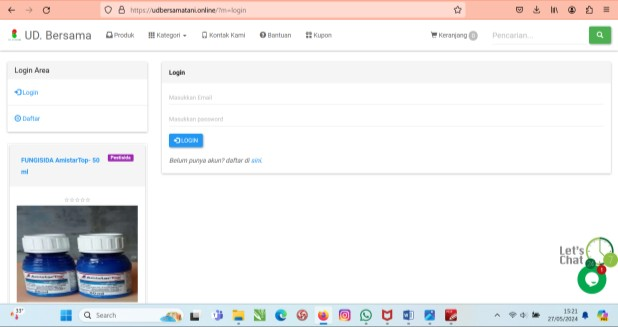 https://udbersamatani.online/?m=login
UD. Bersama
Produk
Kategori
Kontak Kami
Bantuan
Kupon
Keranjang 0
Pencarian...
Login Area
Login
Daftar
Login
Masukkan Email
Masukkan password
LOGIN
Belum punya akun? daftar di sini.
FUNGISIDA AmistarTop- 50 ml
Pestisida
Let's
Chat
33°
Search
15:21
27/05/2024